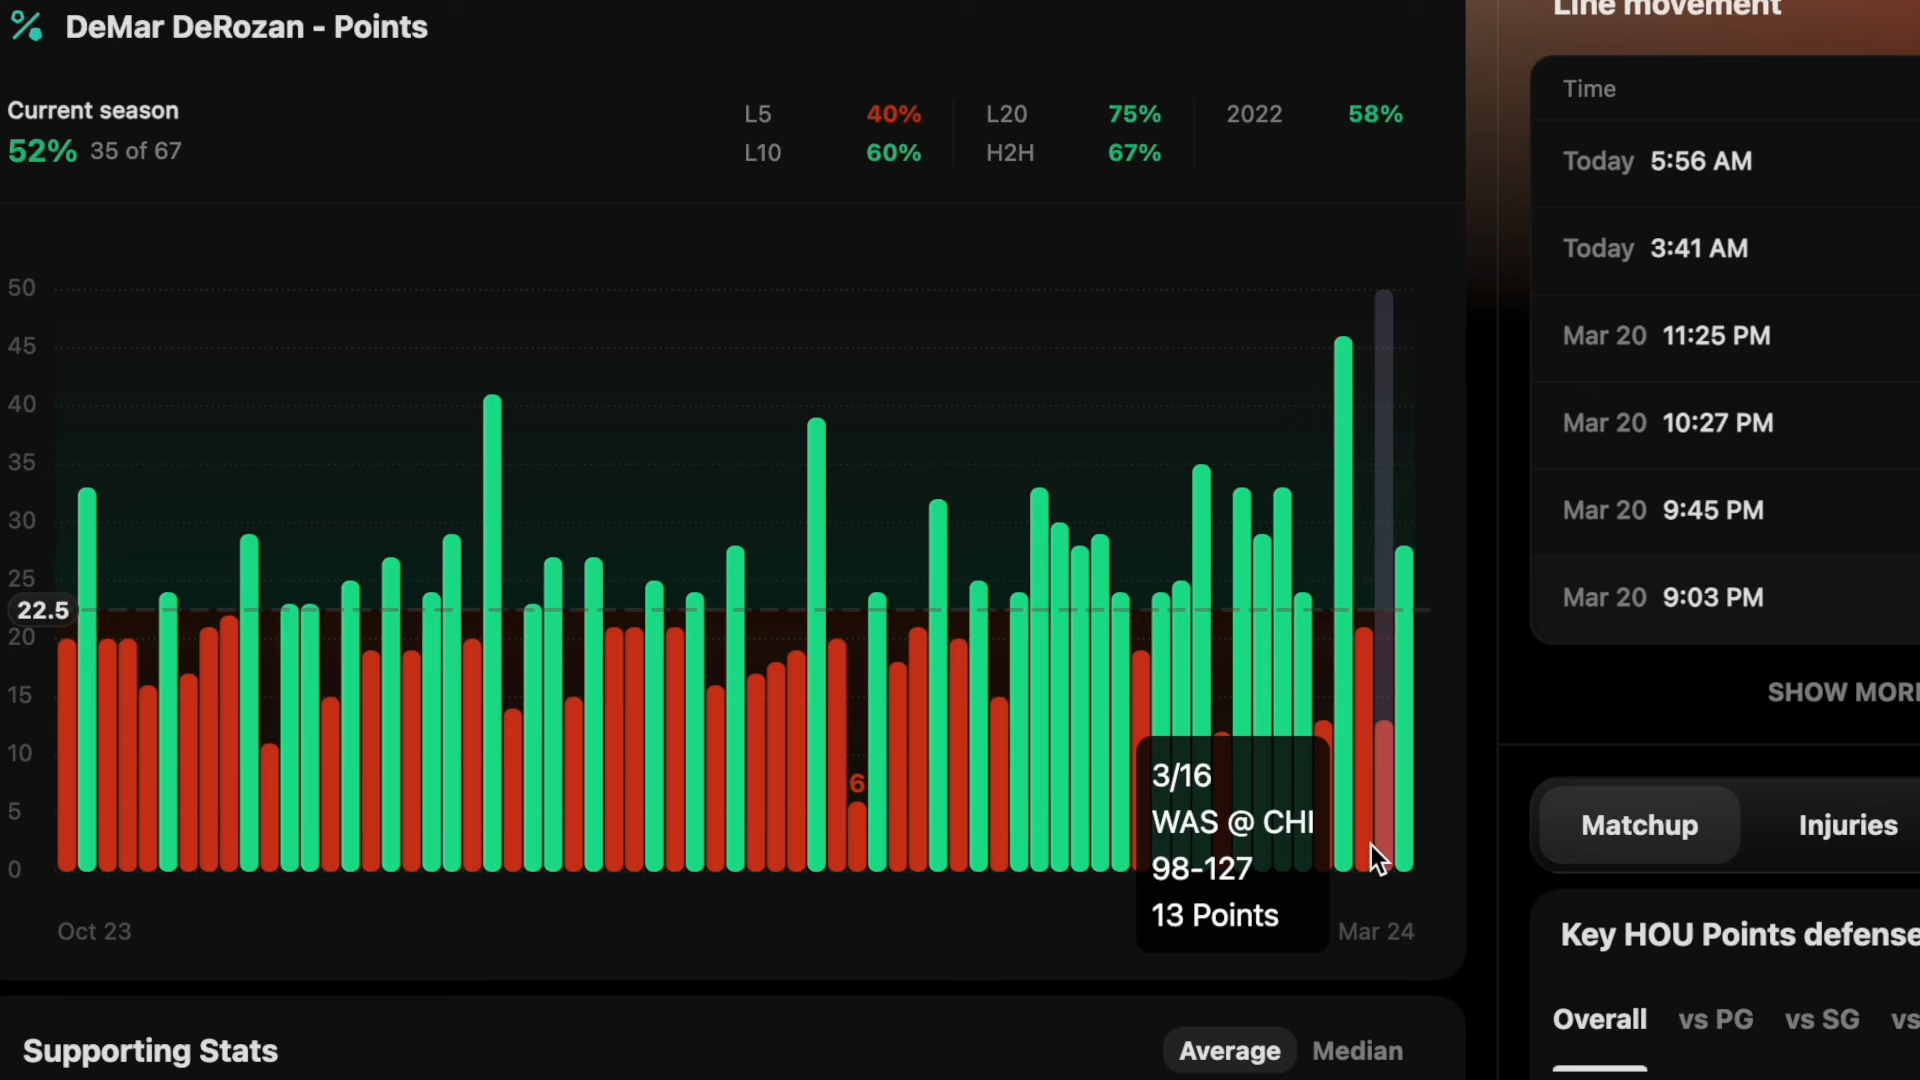 DeMar DeRozan - Points
Current season
52% 35 of 67
L5 40%
L10 60%
L20 75%
H2H 67%
2022 58%
50
45
40
35
30
25
22.5
20
15
10
5
0
6
3/16
WAS @ CHI
98-127
13 Points
Oct 23
Mar 24
Supporting Stats
Average Median
Line movement
Time
Today 5:56 AM
Today 3:41 AM
Mar 20 11:25 PM
Mar 20 10:27 PM
Mar 20 9:45 PM
Mar 20 9:03 PM
SHOW MORE
Matchup Injuries
Key HOU Points defense
Overall vs PG vs SG vs